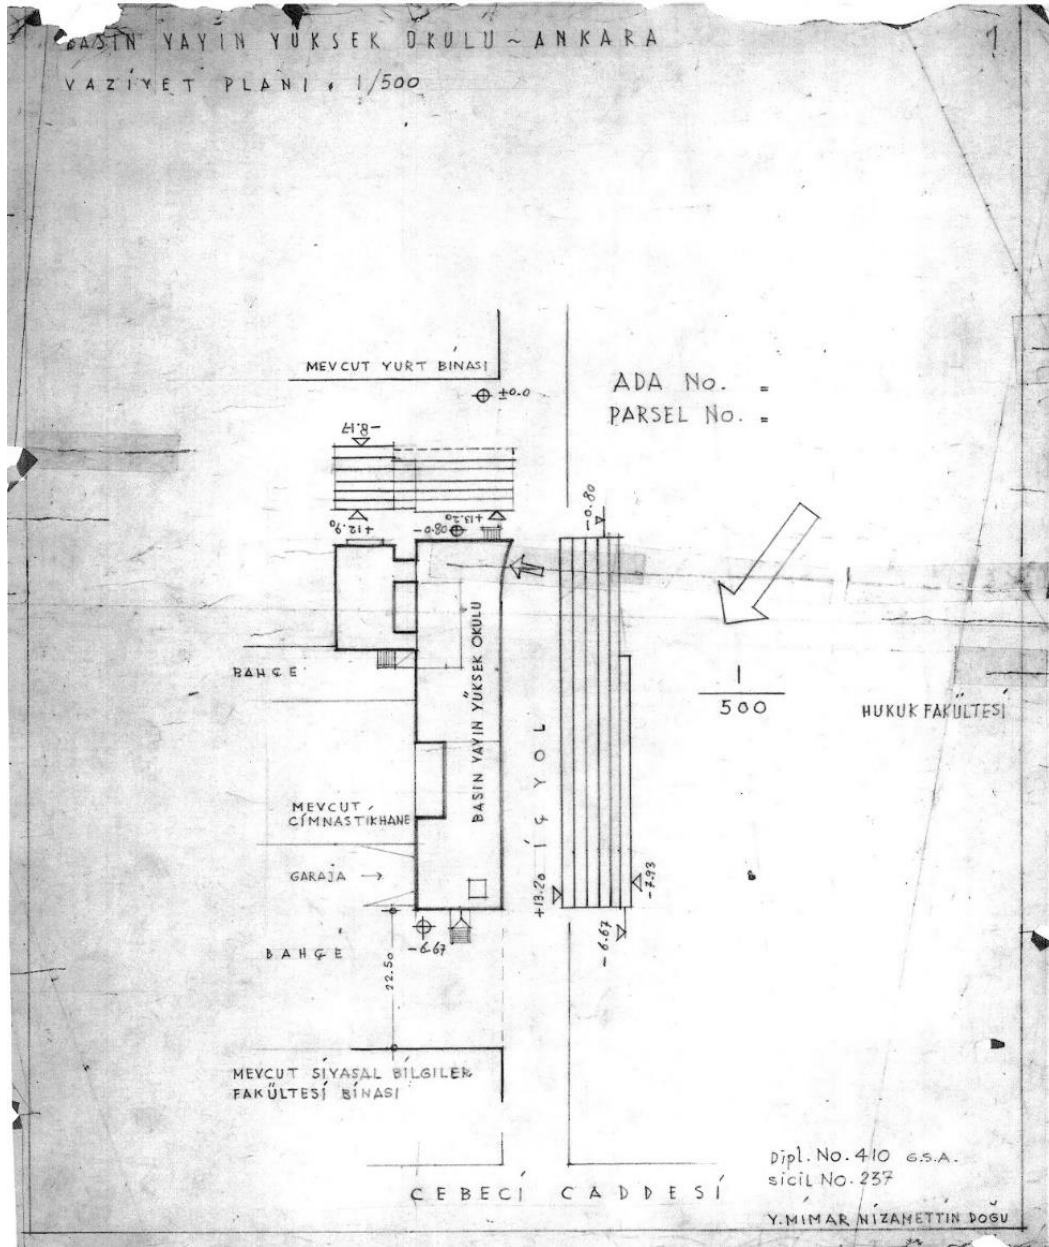 BASIN YAYIN YÜKSEK OKULU ~ ANKARA
1
VAZİYET PLANI . 1/500
MEVCUT YURT BİNASI
±0.0
ADA No. =
PARSEL No. =
-8.17
+12.90
-0.80
+13.20
-0.80
BAHÇE
BASIN YAYIN YÜKSEK OKULU
İÇ YOL
1
500
HUKUK FAKÜLTESİ
MEVCUT
CİMNASTİKHANE
GARAJA →
+13.20
-7.93
-6.67
-6.67
BAHÇE
22.50
MEVCUT SİYASAL BİLGİLER
FAKÜLTESİ BİNASI
CEBECİ CADDESİ
Dipl. No. 410 G.S.A.
sicil No. 237
Y. MİMAR NİZAMETTİN DOĞU